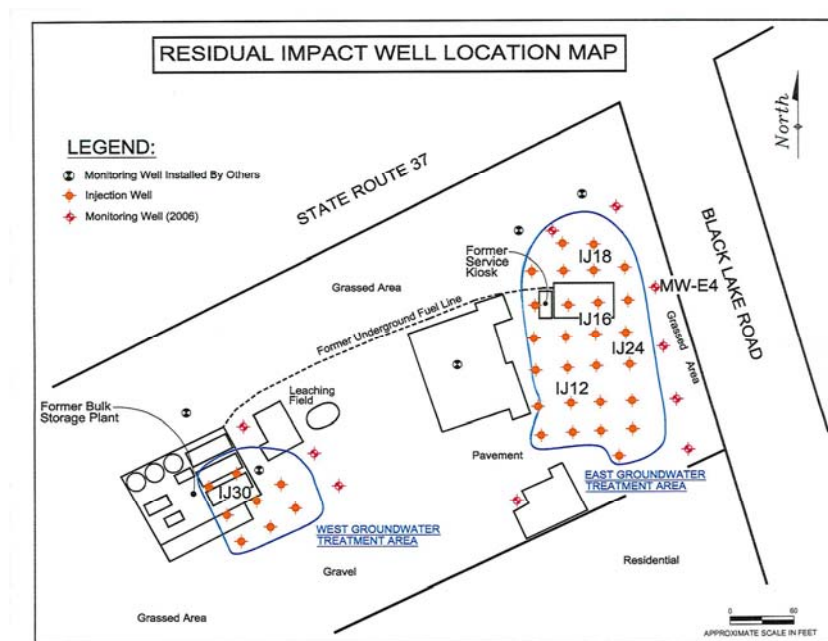 RESIDUAL IMPACT WELL LOCATION MAP
North
LEGEND:
Monitoring Well Installed By Others
Injection Well
Monitoring Well (2006)
STATE ROUTE 37
BLACK LAKE ROAD
Former
Service
Kiosk
IJ18
MW-E4
Grassed Area
IJ16
Grassed Area
Former Underground Fuel Line
IJ24
Leaching
Field
IJ12
Former Bulk
Storage Plant
Pavement
EAST GROUNDWATER
TREATMENT AREA
IJ30
WEST GROUNDWATER
TREATMENT AREA
Gravel
Residential
Grassed Area
0 60
APPROXIMATE SCALE IN FEET